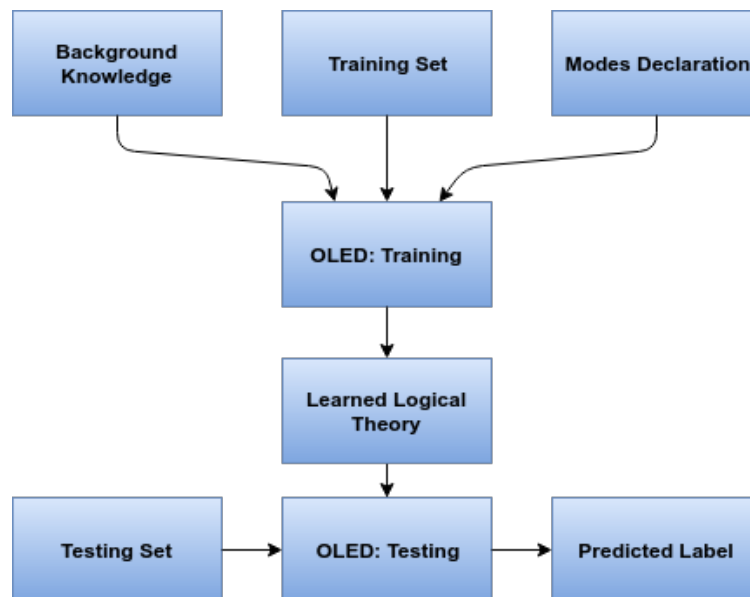 Background
Knowledge
Training Set
Modes Declaration
OLED: Training
Learned Logical
Theory
Testing Set
OLED: Testing
Predicted Label